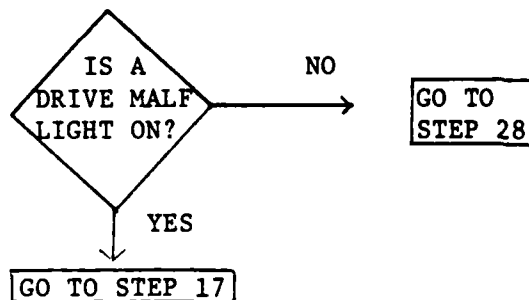 IS A
DRIVE MALF
LIGHT ON?
NO
GO TO
STEP 28
YES
GO TO STEP 17